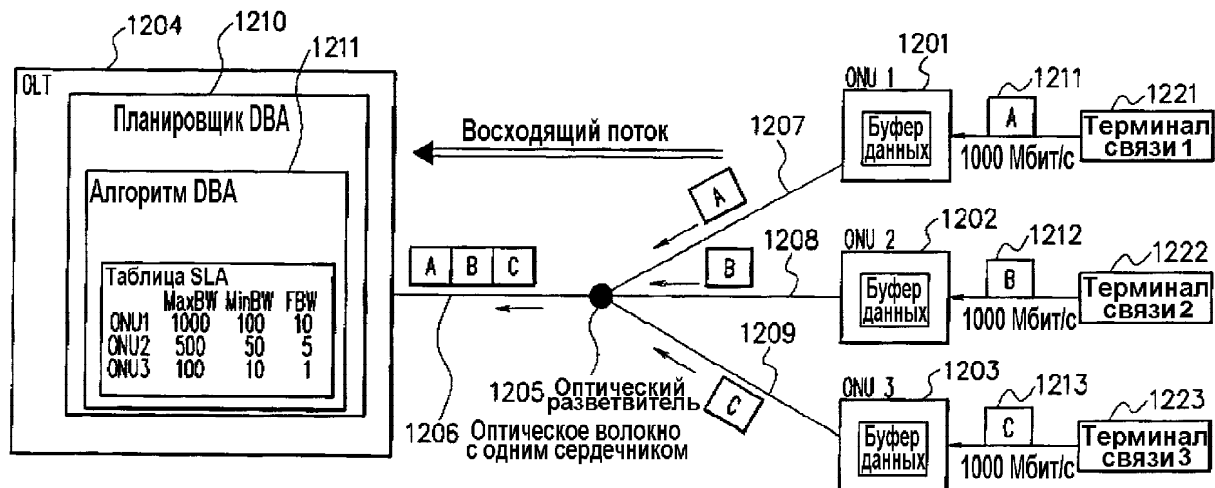 1204
1210
1211
OLT
Планировщик DBA
Алгоритм DBA
Таблица SLA
MaxBW MinBW FBW
ONU1 1000 100 10
ONU2 500 50 5
ONU3 100 10 1
Восходящий поток
A B C
1206 Оптическое волокно
с одним сердечником
1205 Оптический
разветвитель
1207
A
1208
B
1209
C
ONU 1
1201
Буфер
данных
1211
A
1000 Мбит/с
1221
Терминал
связи 1
ONU 2
1202
Буфер
данных
1212
B
1000 Мбит/с
1222
Терминал
связи 2
ONU 3
1203
Буфер
данных
1213
C
1000 Мбит/с
1223
Терминал
связи 3